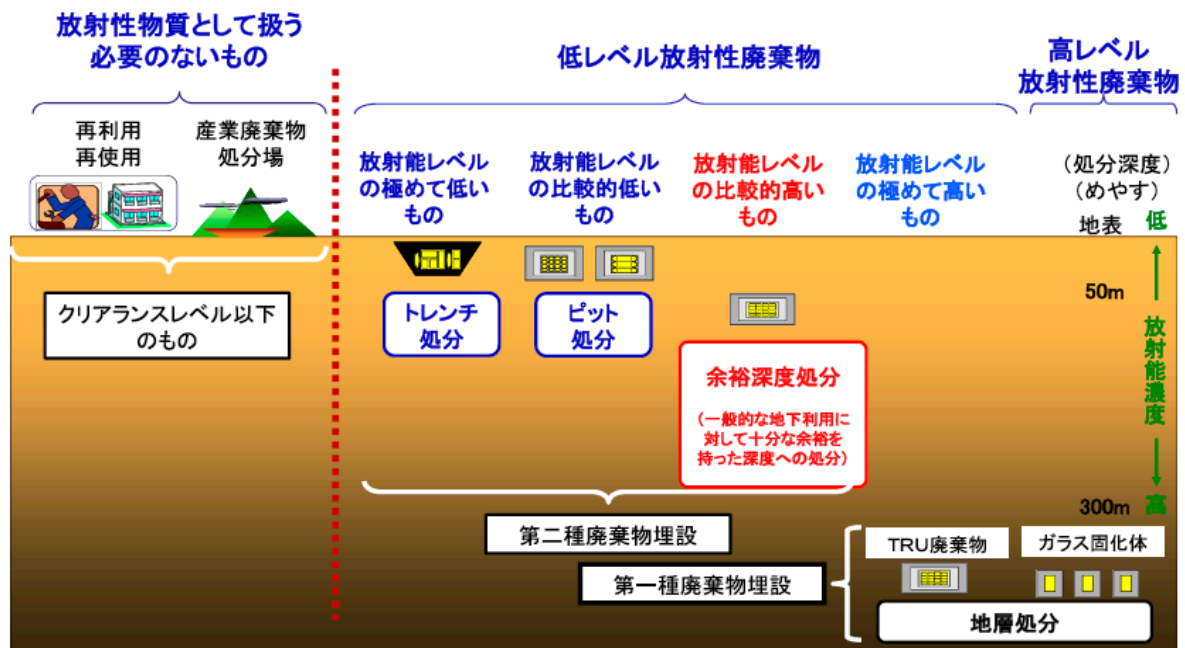 放射性物質として扱う
必要のないもの
低レベル放射性廃棄物
高レベル
放射性廃棄物
再利用
再使用
産業廃棄物
処分場
放射能レベル
の極めて低い
もの
放射能レベル
の比較的低い
もの
放射能レベル
の比較的高い
もの
放射能レベル
の極めて高い
もの
(処分深度)
(めやす)
地表 低
クリアランスレベル以下
のもの
トレンチ
処分
ピット
処分
50m
放射能濃度
余裕深度処分
(一般的な地下利用に
対して十分な余裕を
持った深度への処分)
300m 高
第二種廃棄物埋設
第一種廃棄物埋設
TRU廃棄物
ガラス固化体
地層処分